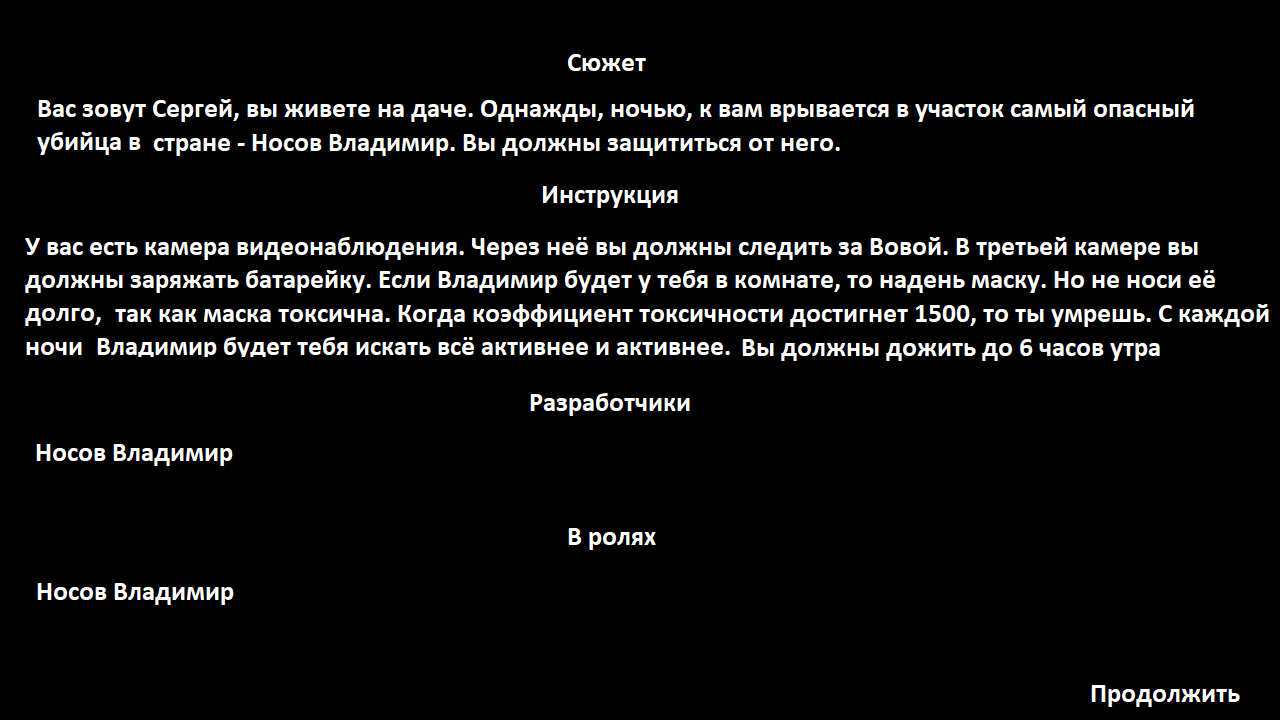 Сюжет
Вас зовут Сергей, вы живете на даче. Однажды, ночью, к вам врывается в участок самый опасный
убийца в стране - Носов Владимир. Вы должны защититься от него.
Инструкция
У вас есть камера видеонаблюдения. Через неё вы должны следить за Вовой. В третьей камере вы
должны заряжать батарейку. Если Владимир будет у тебя в комнате, то надень маску. Но не носи её
долго, так как маска токсична. Когда коэффициент токсичности достигнет 1500, то ты умрешь. С каждой
ночи Владимир будет тебя искать всё активнее и активнее. Вы должны дожить до 6 часов утра
Разработчики
Носов Владимир
В ролях
Носов Владимир
Продолжить